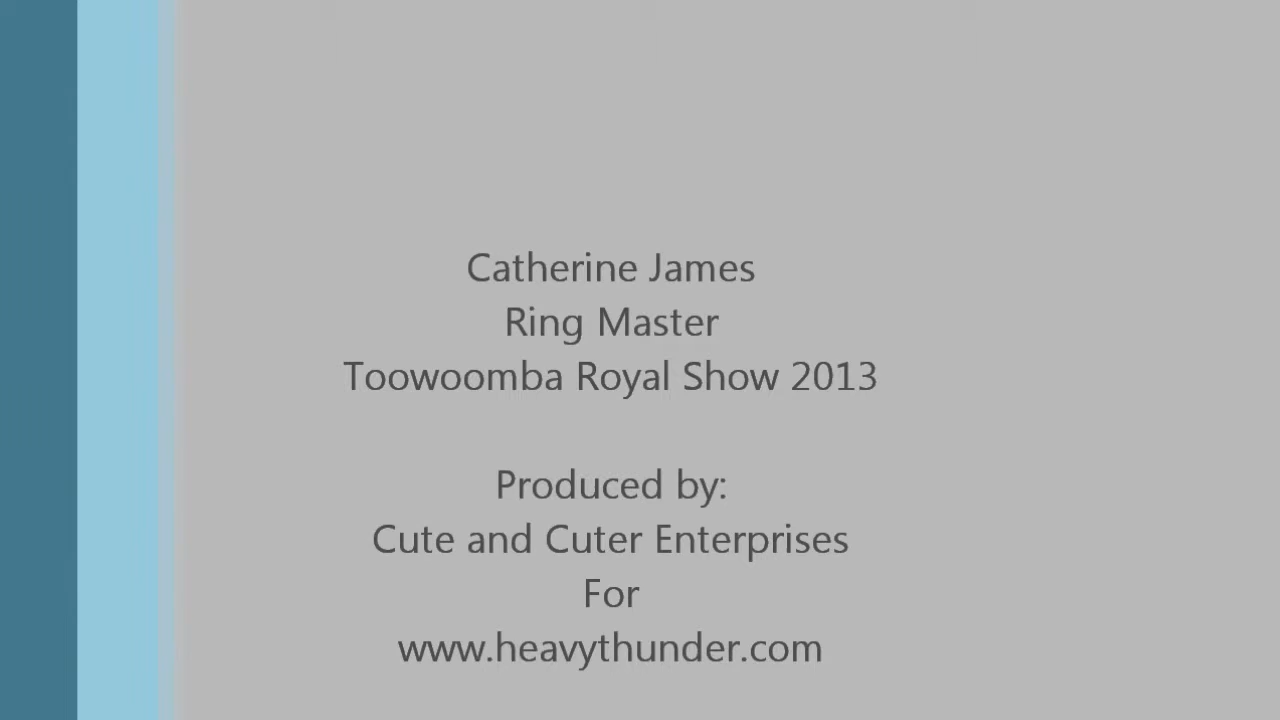 Catherine James
Ring Master
Toowoomba Royal Show 2013
Produced by:
Cute and Cuter Enterprises
For
www.heavythunder.com